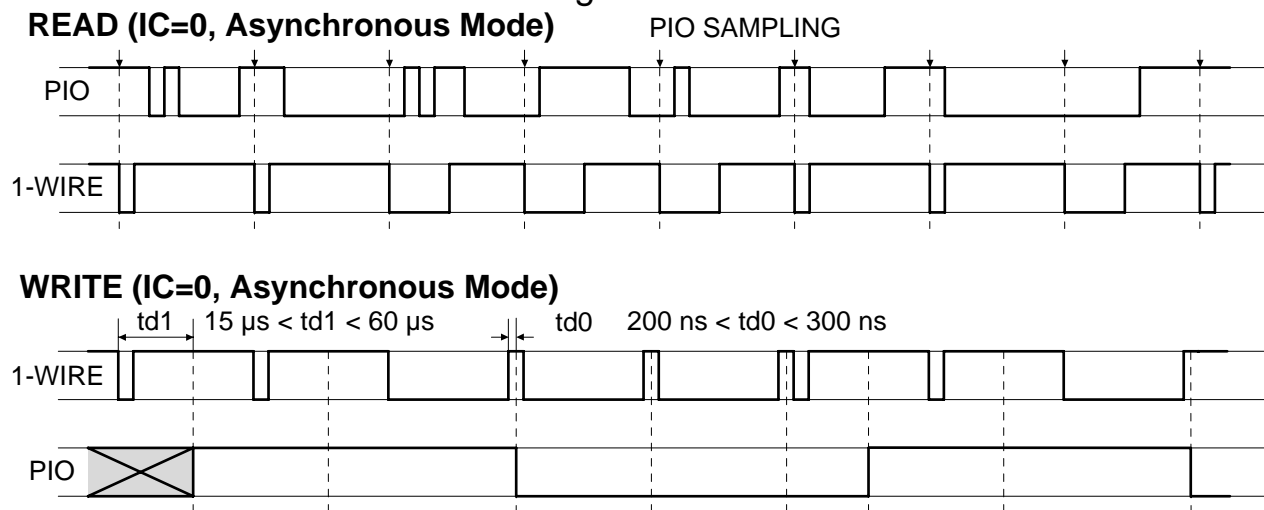 READ (IC=0, Asynchronous Mode) PIO SAMPLING
PIO
1-WIRE
WRITE (IC=0, Asynchronous Mode)
td1 15 µs < td1 < 60 µs td0 200 ns < td0 < 300 ns
1-WIRE
PIO